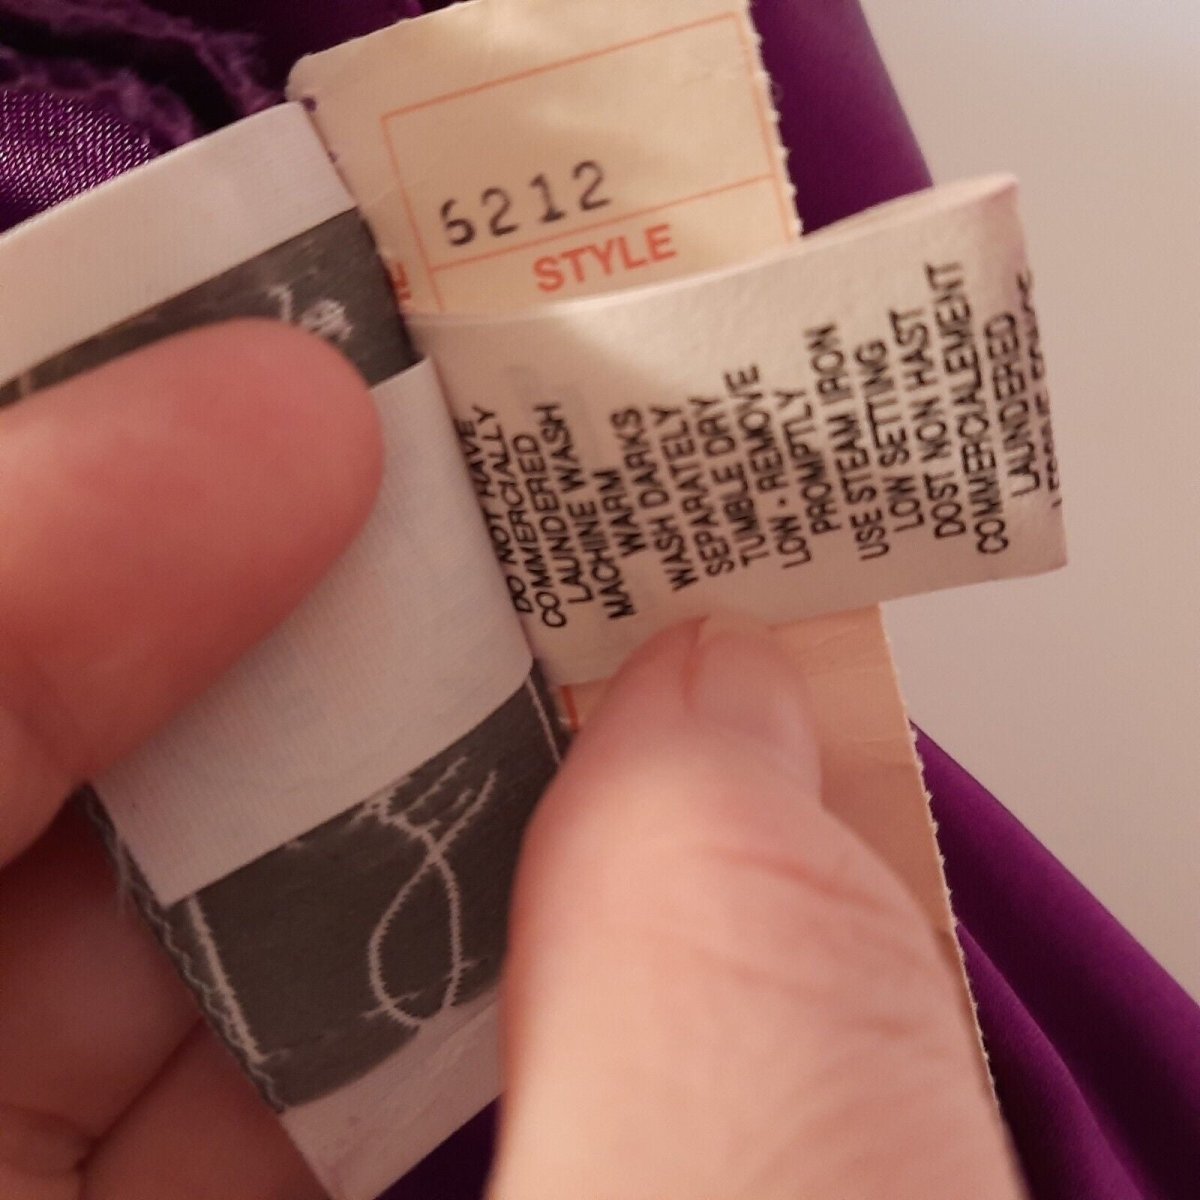 6212
STYLE
DO NOT HAVE
COMMERCIALLY
LAUNDERED
MACHINE WASH
WARM
WASH DARKS
SEPARATELY
TUMBLE DRY
LOW - REMOVE
PROMPTLY
USE STEAM IRON
LOW SETTING
DOST NON HAST
COMMERCIALEMENT
LAUNDERED